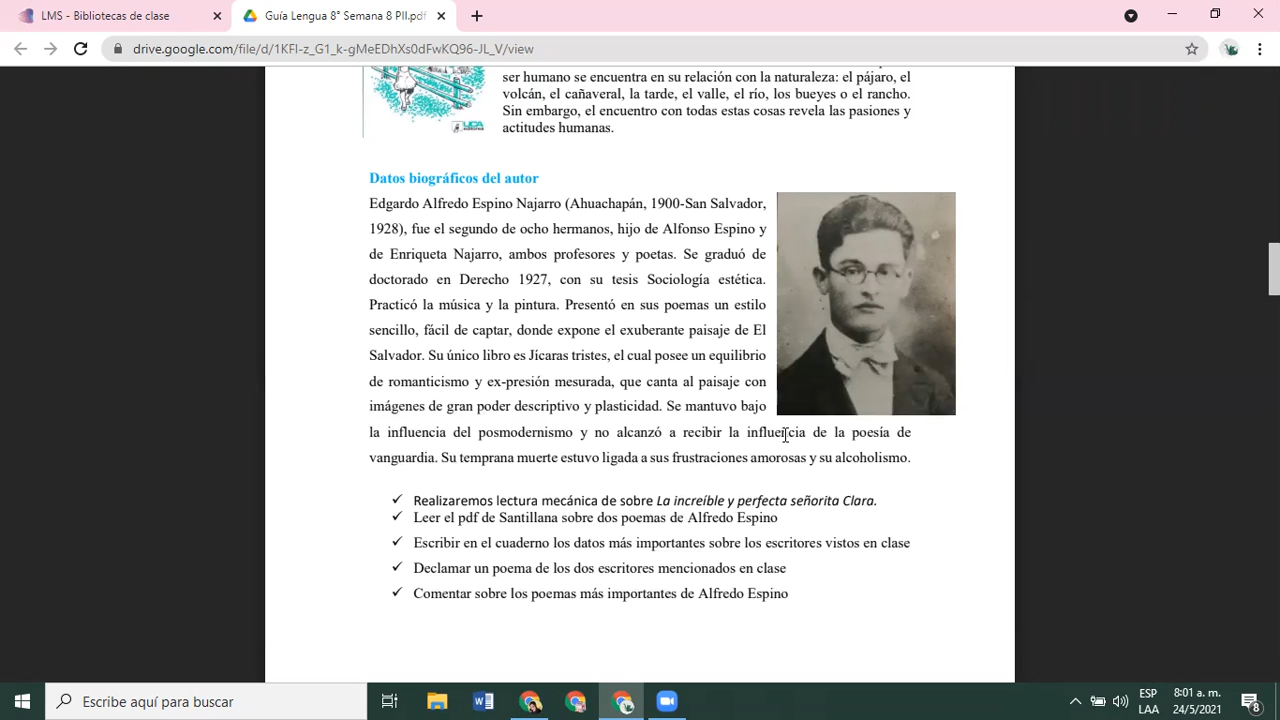 LMS - Bibliotecas de clase
Guía Lengua 8° Semana 8 PII.pdf
drive.google.com/file/d/1KFI-z_G1_k-gMeEDhXs0dFwKQ96-JL_V/view
ser humano se encuentra en su relación con la naturaleza: el pájaro, el
volcán, el cañaveral, la tarde, el valle, el río, los bueyes o el rancho.
Sin embargo, el encuentro con todas estas cosas revela las pasiones y
actitudes humanas.
UCA
Datos biográficos del autor
Edgardo Alfredo Espino Najarro (Ahuachapán, 1900-San Salvador,
1928), fue el segundo de ocho hermanos, hijo de Alfonso Espino y
de Enriqueta Najarro, ambos profesores y poetas. Se graduó de
doctorado en Derecho 1927, con su tesis Sociología estética.
Practicó la música y la pintura. Presentó en sus poemas un estilo
sencillo, fácil de captar, donde expone el exuberante paisaje de El
Salvador. Su único libro es Jícaras tristes, el cual posee un equilibrio
de romanticismo y ex-presión mesurada, que canta al paisaje con
imágenes de gran poder descriptivo y plasticidad. Se mantuvo bajo
la influencia del posmodernismo y no alcanzó a recibir la influencia de la poesía de
vanguardia. Su temprana muerte estuvo ligada a sus frustraciones amorosas y su alcoholismo.
✓ Realizaremos lectura mecánica de sobre La increíble y perfecta señorita Clara.
✓ Leer el pdf de Santillana sobre dos poemas de Alfredo Espino
✓ Escribir en el cuaderno los datos más importantes sobre los escritores vistos en clase
✓ Declamar un poema de los dos escritores mencionados en clase
✓ Comentar sobre los poemas más importantes de Alfredo Espino
Escribe aquí para buscar
ESP
LAA
8:01 a. m.
24/5/2021
8